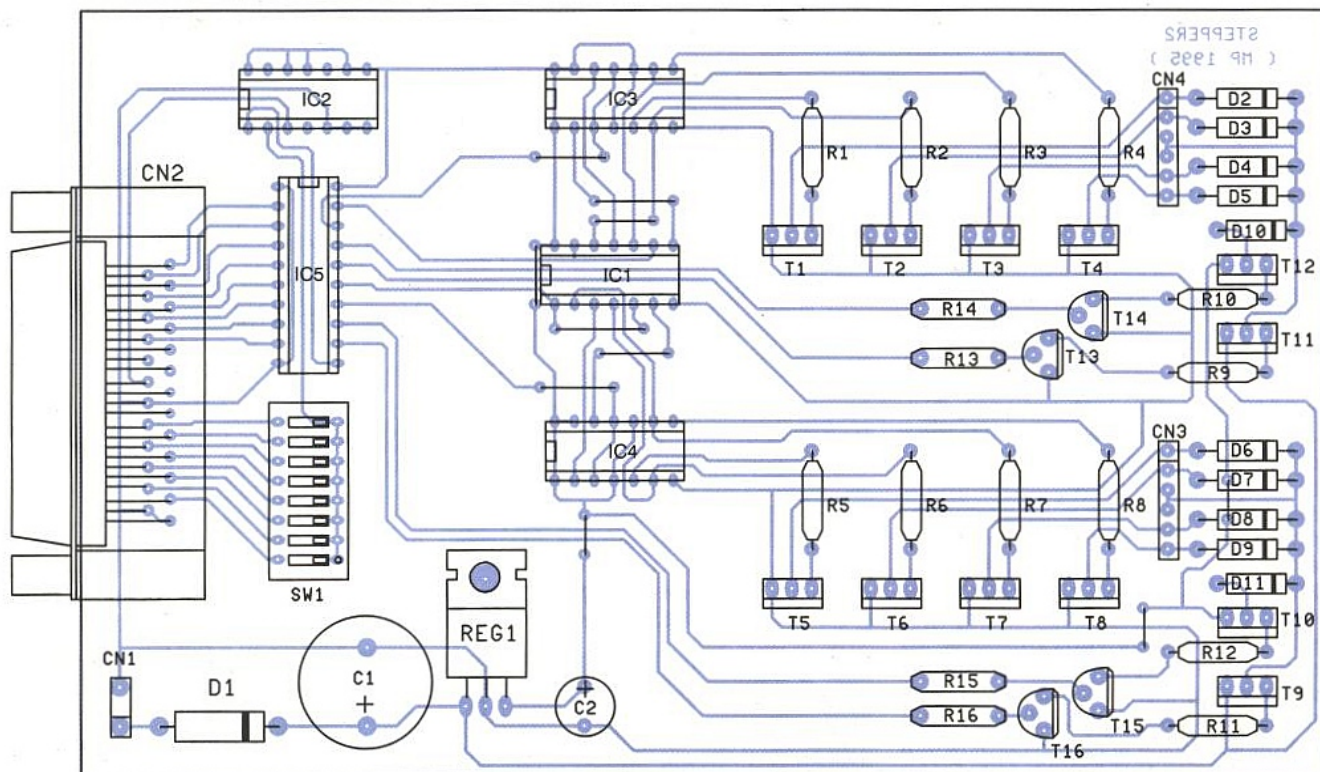 STEPPER2
( MP 1995 )
CN4
IC2
IC3
D2
D3
R1
R2
R3
R4
CN2
D4
D5
D10
IC5
IC1
T1
T2
T3
T4
T12
R14
T14
R10
R13
T13
T11
R9
IC4
CN3
D6
D7
R5
R6
R7
R8
D8
D9
SW1
D11
REG1
T5
T6
T7
T8
T10
CN1
D1
C1
+
R15
R12
+
C2
R16
T15
T9
T16
R11